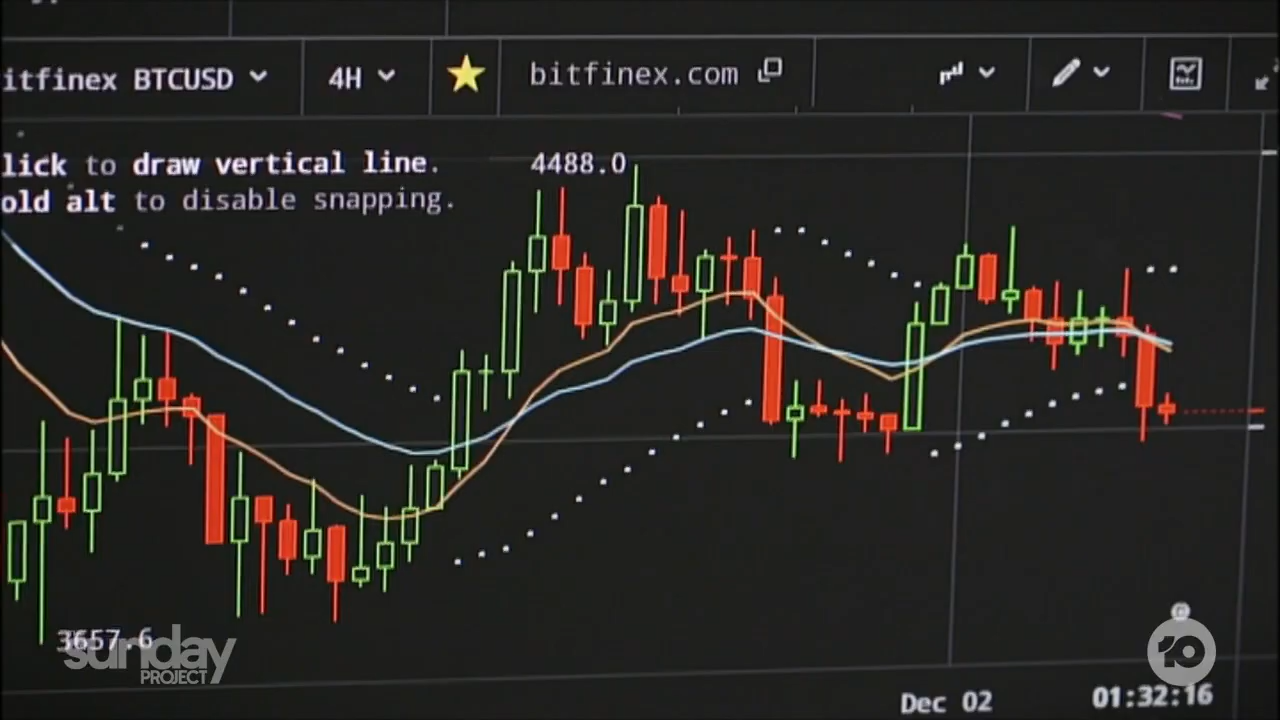 itfinex BTCUSD 4H bitfinex.com
lick to draw vertical line.
old alt to disable snapping.
4488.0
3657.6
sunday
PROJECT
10
Dec 02 01:32:16